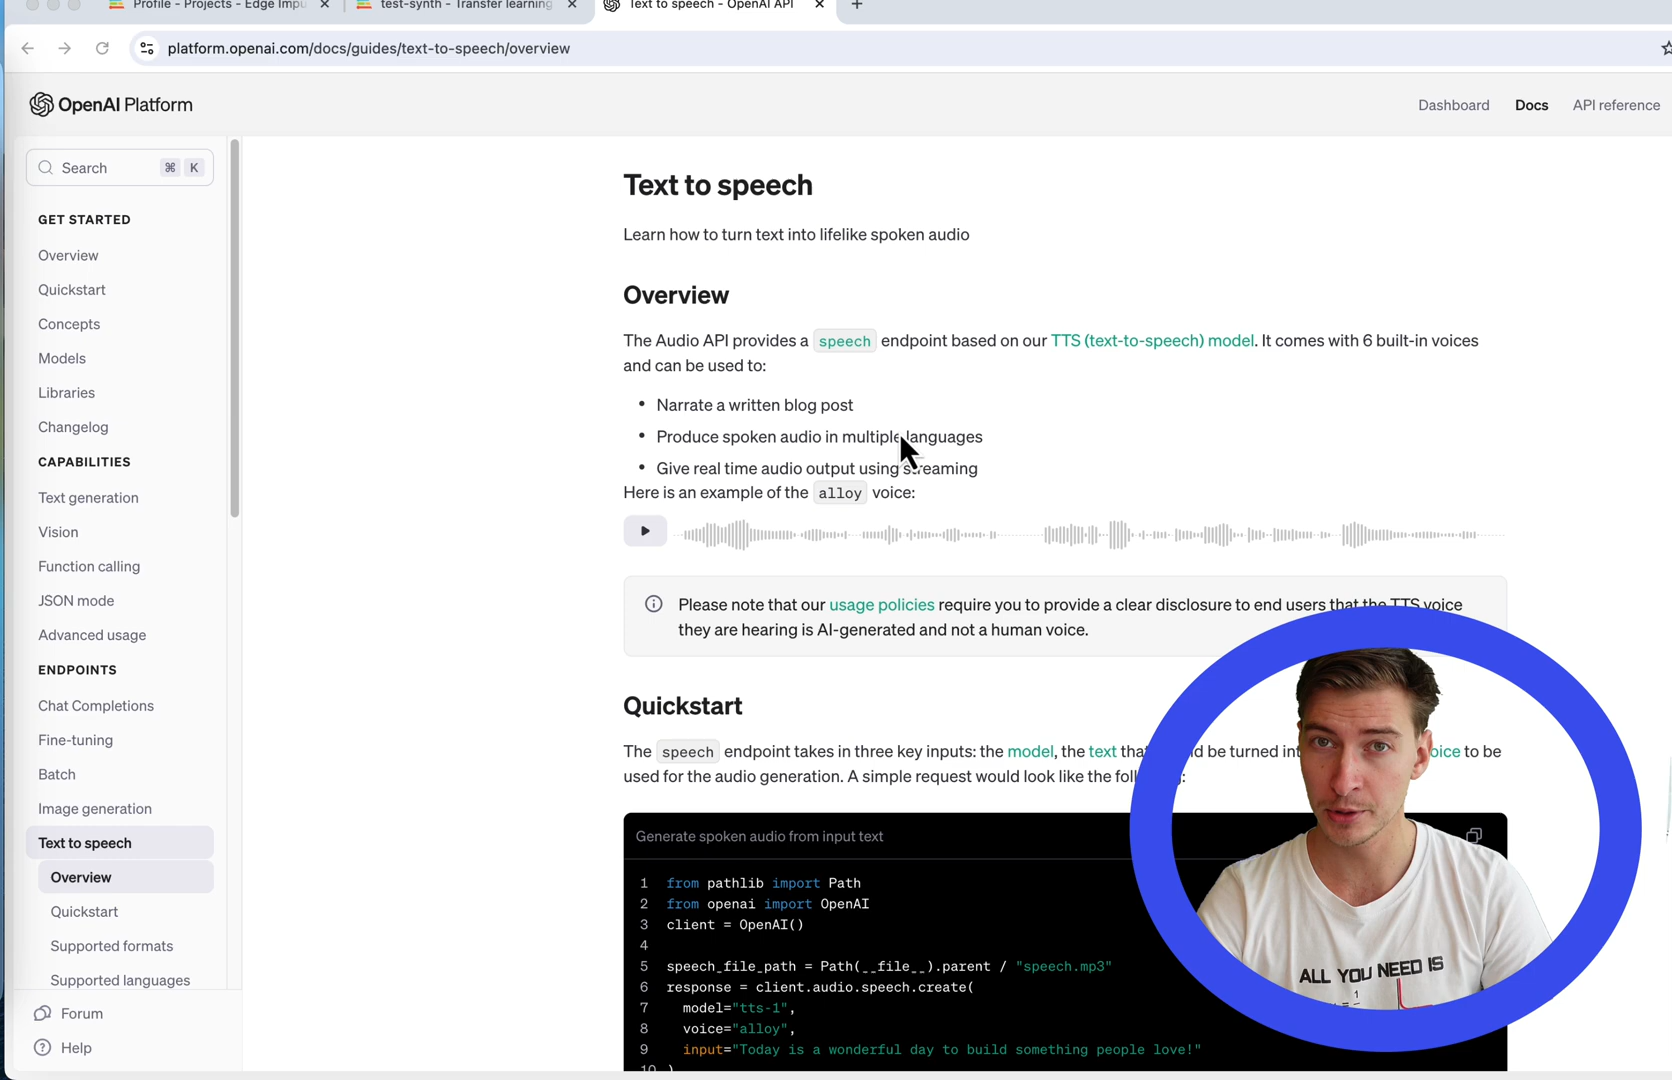 Profile - Projects - Edge Impu
test-synth - Transfer learning
Text to speech - OpenAI API
platform.openai.com/docs/guides/text-to-speech/overview
OpenAI Platform
Dashboard
Docs
API reference
Search ⌘ K
GET STARTED
Overview
Quickstart
Concepts
Models
Libraries
Changelog
CAPABILITIES
Text generation
Vision
Function calling
JSON mode
Advanced usage
ENDPOINTS
Chat Completions
Fine-tuning
Batch
Image generation
Text to speech
Overview
Quickstart
Supported formats
Supported languages
Forum
Help
Text to speech
Learn how to turn text into lifelike spoken audio
Overview
The Audio API provides a speech endpoint based on our TTS (text-to-speech) model. It comes with 6 built-in voices
and can be used to:
• Narrate a written blog post
• Produce spoken audio in multiple languages
• Give real time audio output using streaming
Here is an example of the alloy voice:
Please note that our usage policies require you to provide a clear disclosure to end users that the TTS voice
they are hearing is AI-generated and not a human voice.
Quickstart
The speech endpoint takes in three key inputs: the model, the text be turned to be
used for the audio generation. A simple request would look like the
Generate spoken audio from input text
1 from pathlib import Path
2 from openai import OpenAI
3 client = OpenAI()
4
5 speech_file_path = Path(__file__).parent / "speech.mp3"
6 response = client.audio.speech.create(
7 model="tts-1",
8 voice="alloy",
9 input="Today is a wonderful day to build something people love!"
10 )
ALL YOU NEED IS